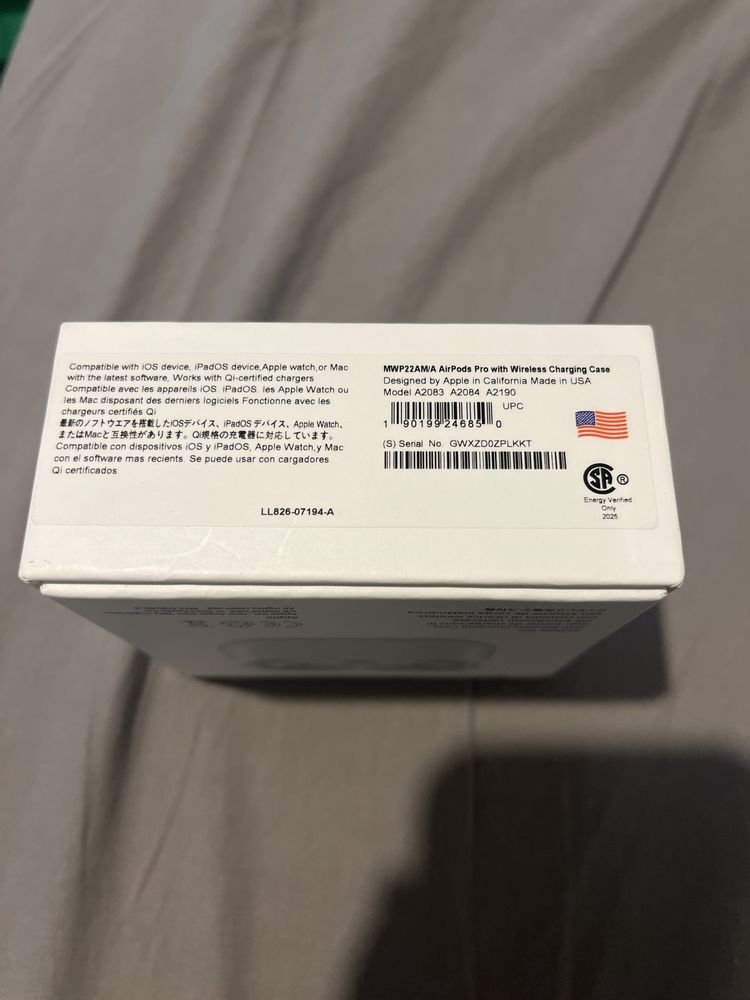 Compatible with iOS device, iPadOS device,Apple watch,or Mac
with the latest software, Works with Qi-certified chargers
Compatible avec les appareils iOS. iPadOS. les Apple Watch ou
les Mac disposant des derniers logiciels Fonctionne avec les
chargeurs certifiés Qi
最新のソフトウエアを搭載したiOSデバイス、iPadOS デバイス、Apple Watch、
またはMacと互換性があります。Qi規格の充電器に対応しています。
Compatible con dispositivos iOS y iPadOS, Apple Watch,y Mac
con el software mas recients. Se puede usar con cargadores
Qi certificados
LL826-07194-A
MWP22AM/A AirPods Pro with Wireless Charging Case
Designed by Apple in California Made in USA
Model A2083 A2084 A2190
UPC
1 90199 24685 0
(S) Serial No. GWXZD0ZPLKKT
SA ®
Energy Verified
Only
2025